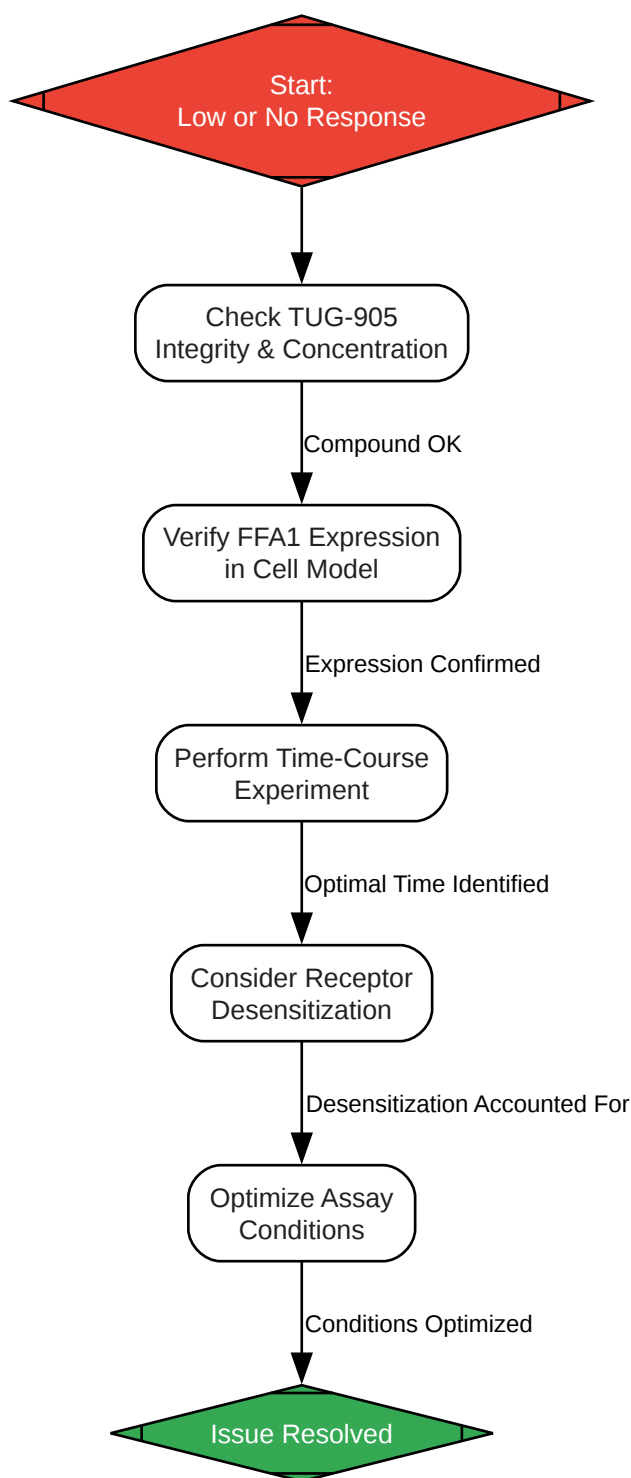 Start:
Low or No Response
Check TUG-905
Integrity & Concentration
Compound OK
Verify FFA1 Expression
in Cell Model
Expression Confirmed
Perform Time-Course
Experiment
Optimal Time Identified
Consider Receptor
Desensitization
Desensitization Accounted For
Optimize Assay
Conditions
Conditions Optimized
Issue Resolved